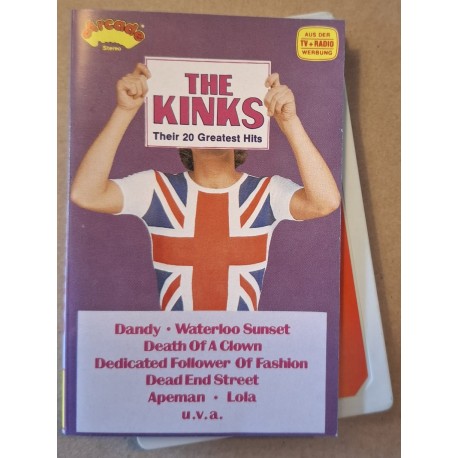 Arcade
Stereo
AUS DER
TV + RADIO
WERBUNG
THE
KINKS
Their 20 Greatest Hits
Dandy • Waterloo Sunset
Death Of A Clown
Dedicated Follower Of Fashion
Dead End Street
Apeman • Lola
u.v.a.